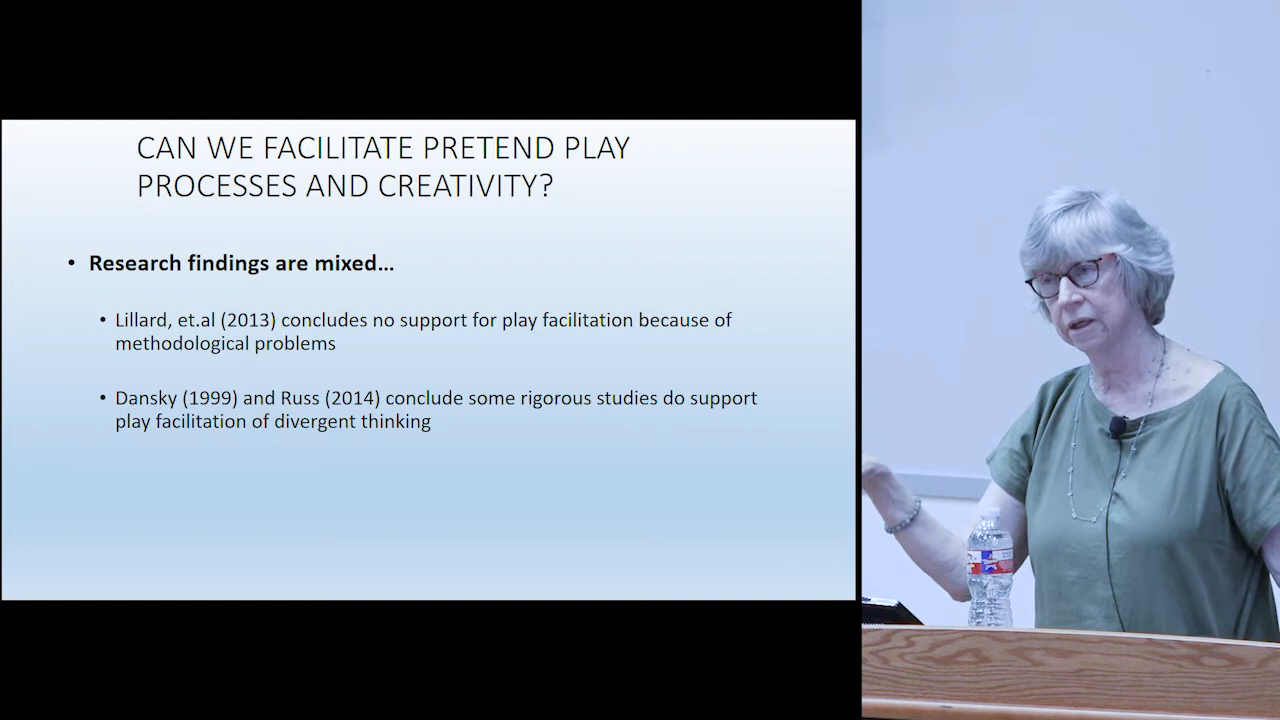 CAN WE FACILITATE PRETEND PLAY
PROCESSES AND CREATIVITY?
• Research findings are mixed…
• Lillard, et.al (2013) concludes no support for play facilitation because of
methodological problems
• Dansky (1999) and Russ (2014) conclude some rigorous studies do support
play facilitation of divergent thinking